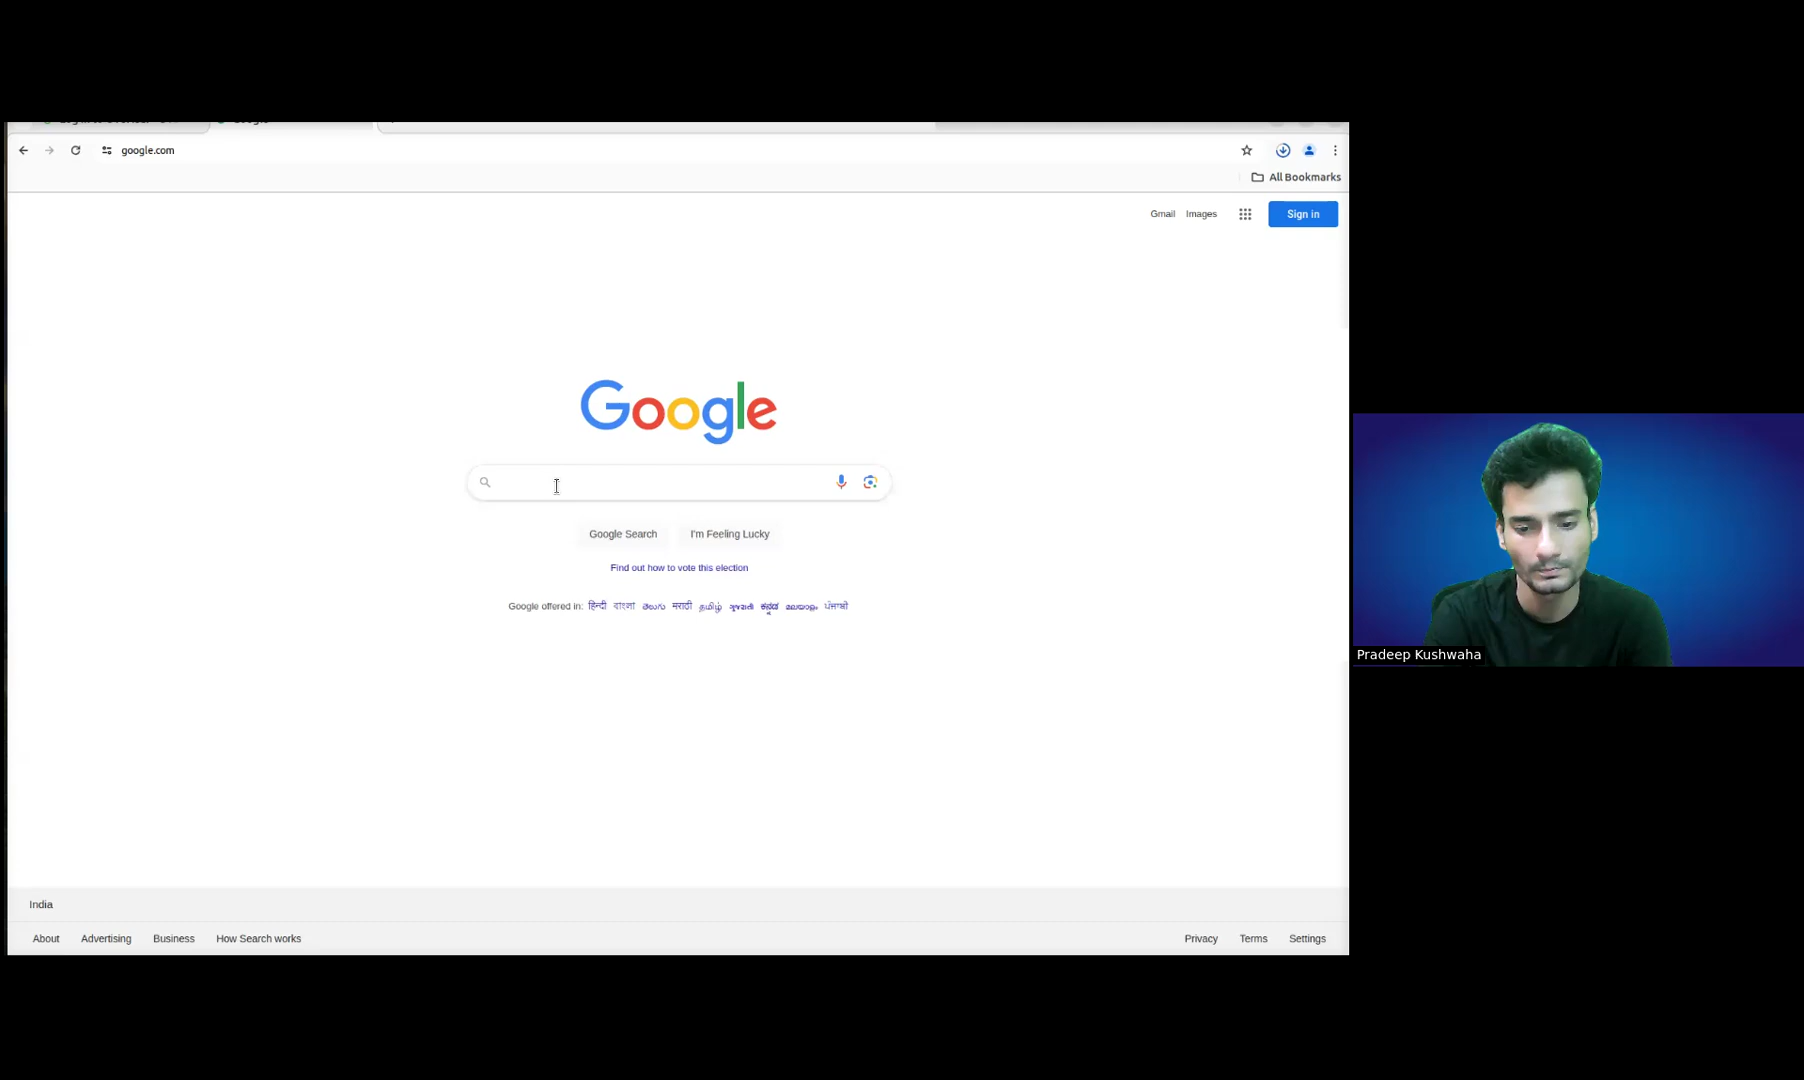 google.com
All Bookmarks
Gmail Images Sign in
Google
Google Search I'm Feeling Lucky
Find out how to vote this election
Google offered in: हिन्दी বাংলা తెలుగు मराठी தமிழ் ગુજરાતી ಕನ್ನಡ മലയാളം ਪੰਜਾਬੀ
Pradeep Kushwaha
India
About Advertising Business How Search works Privacy Terms Settings